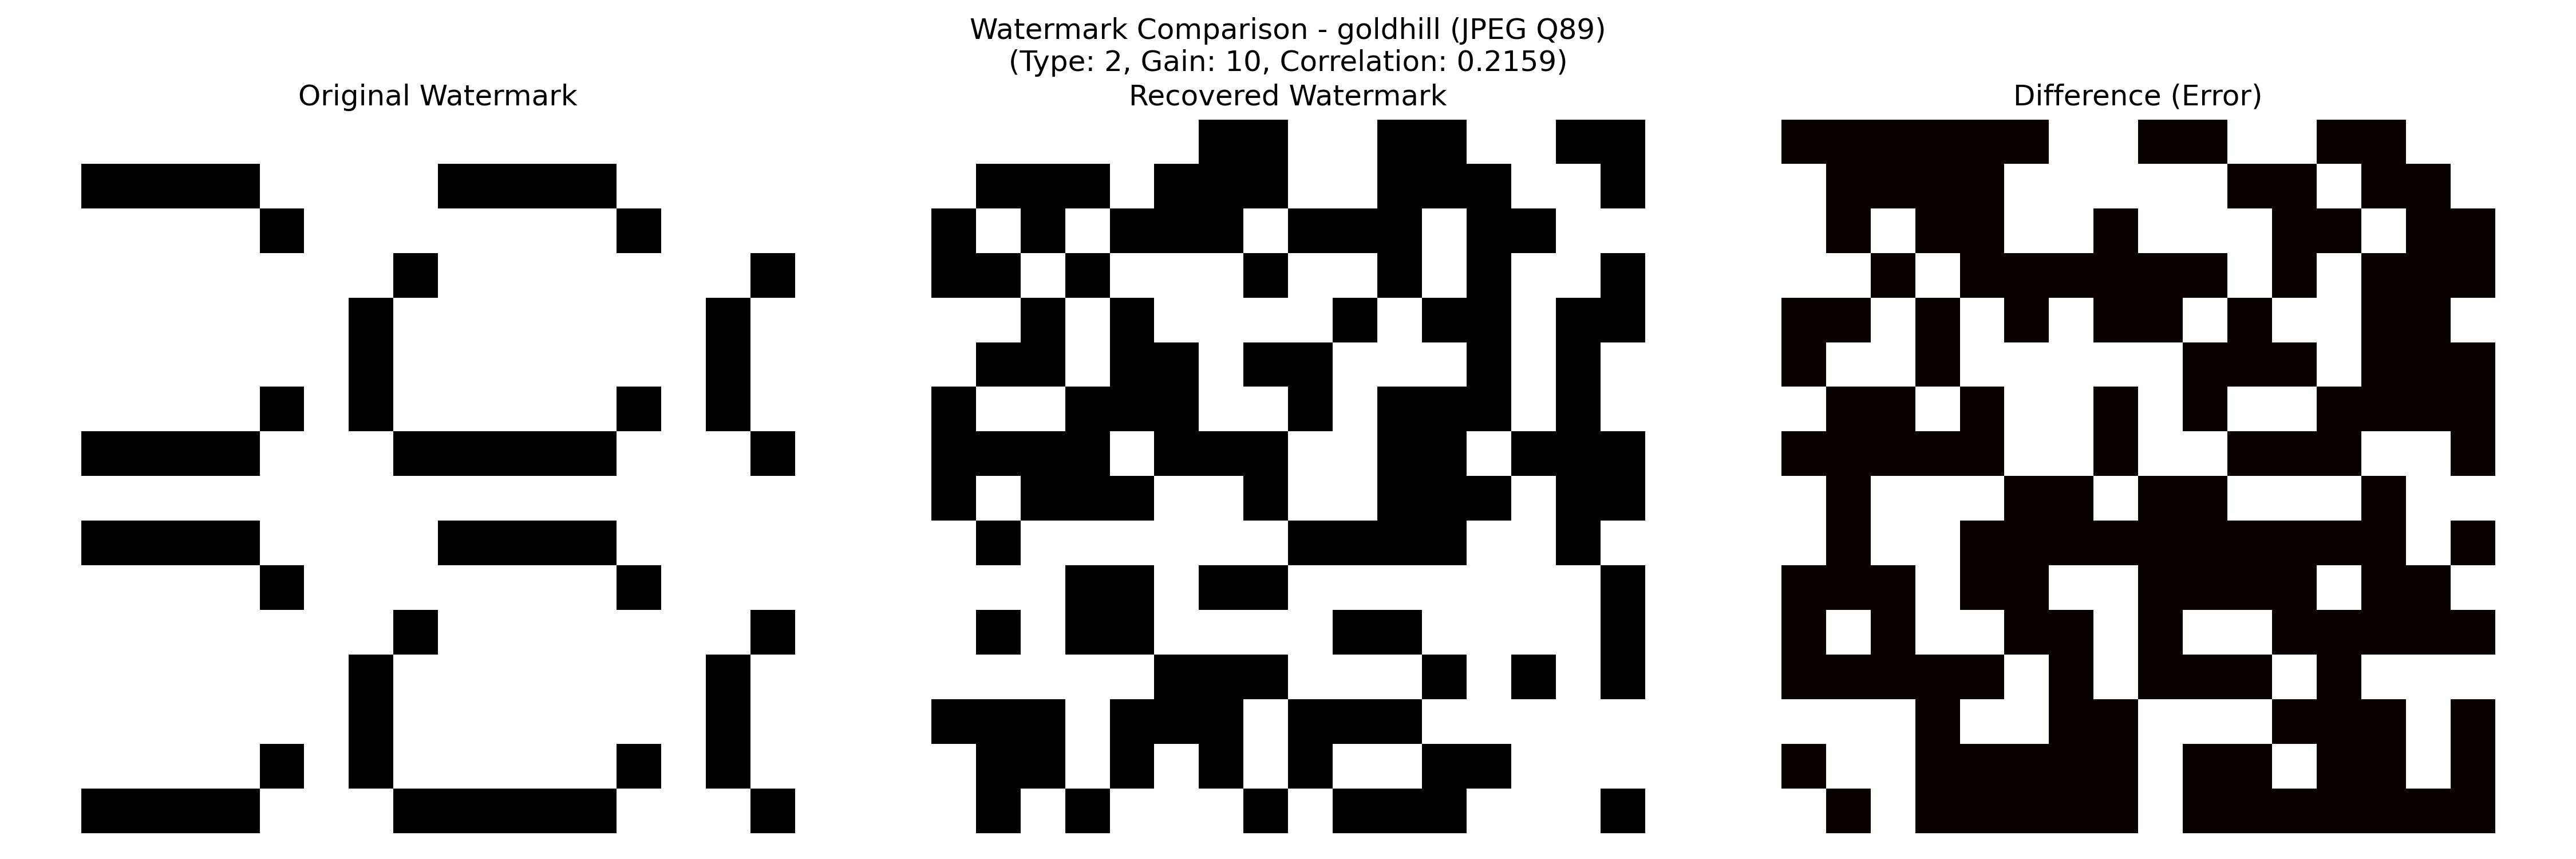 Watermark Comparison - goldhill (JPEG Q89)
(Type: 2, Gain: 10, Correlation: 0.2159)
Original Watermark
Recovered Watermark
Difference (Error)